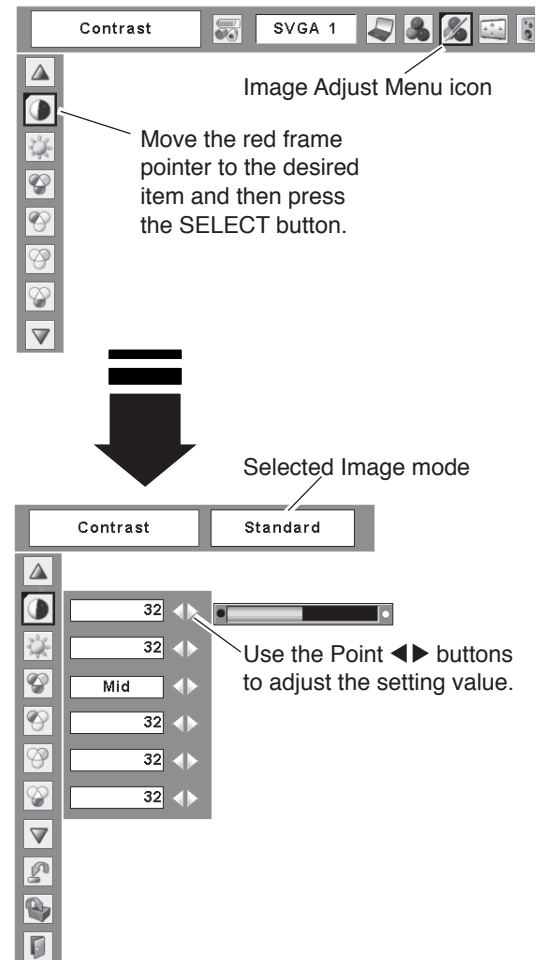 Contrast SVGA 1
Image Adjust Menu icon
Move the red frame
pointer to the desired
item and then press
the SELECT button.
Selected Image mode
Contrast Standard
32
32
Use the Point ◀▶ buttons
to adjust the setting value.
Mid
32
32
32